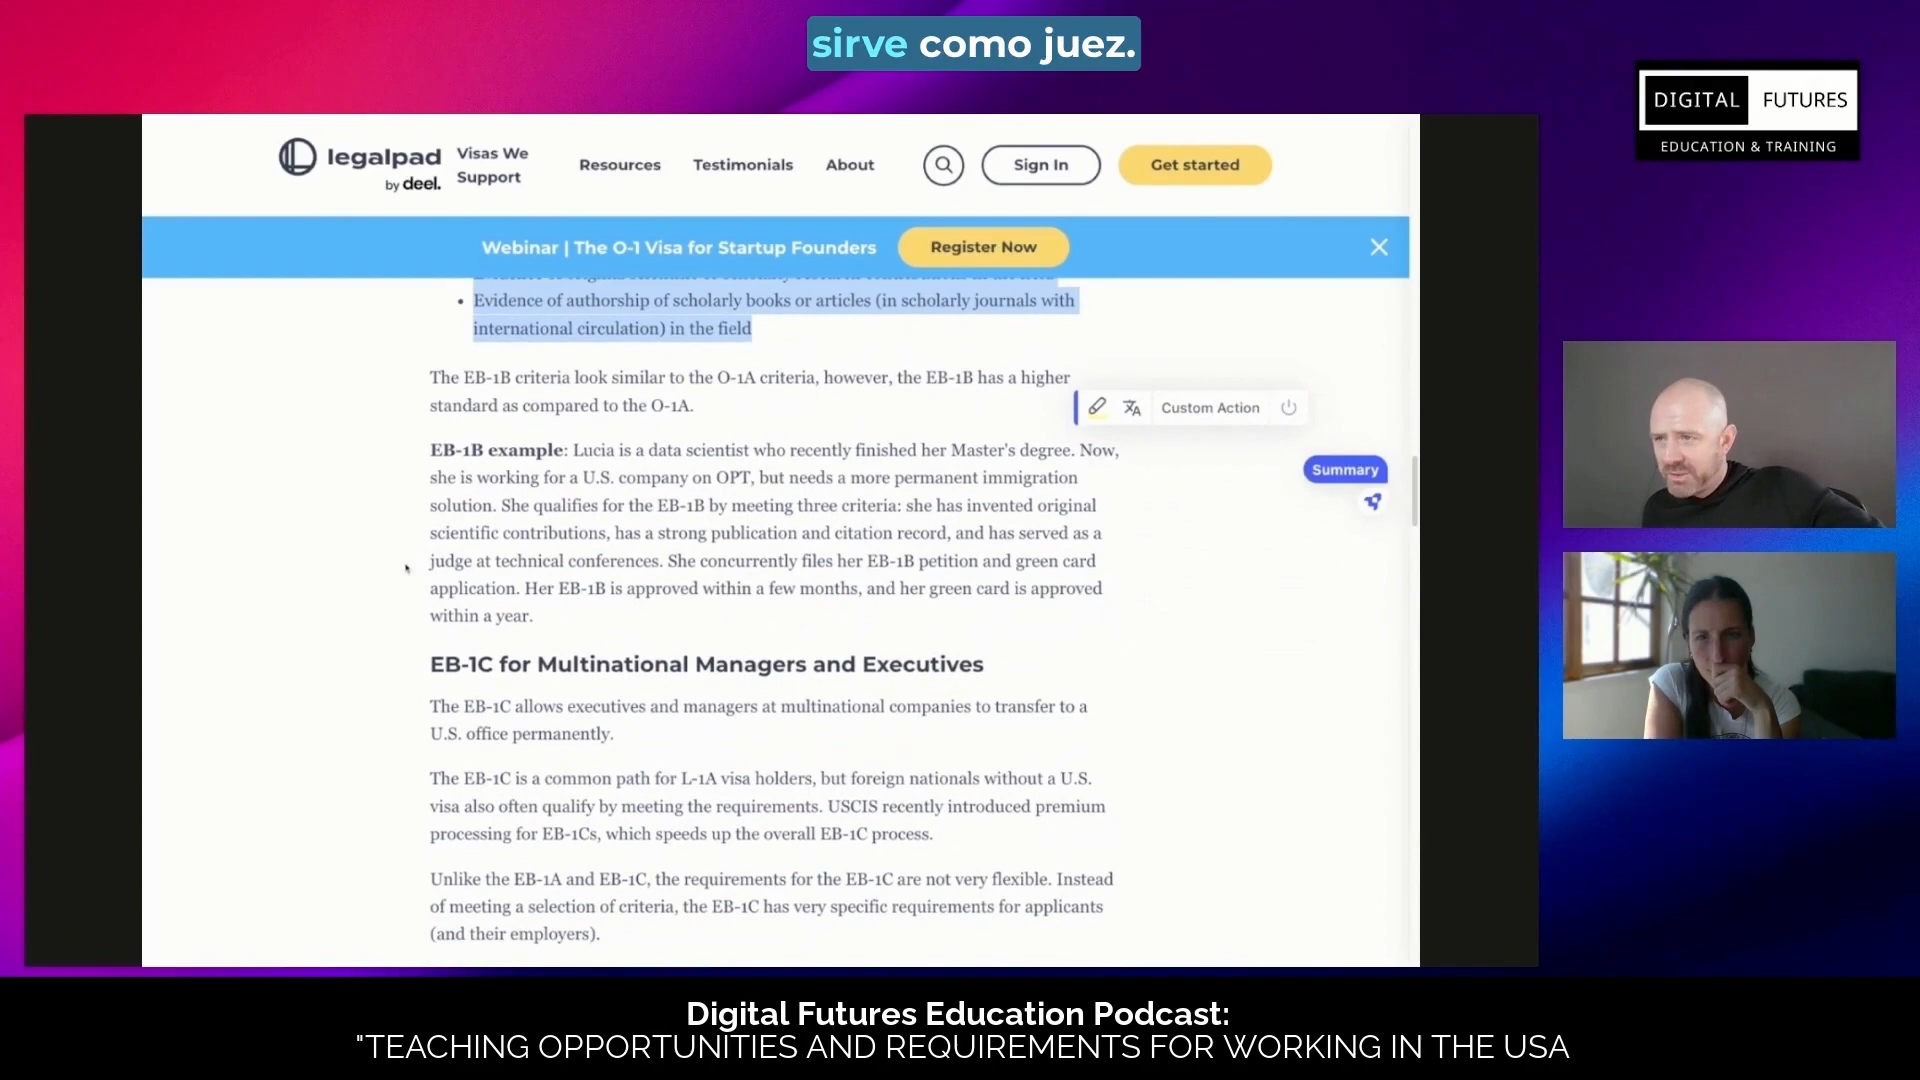 sirve como juez.
DIGITAL FUTURES
EDUCATION & TRAINING
legalpad
by deel.
Visas We
Support
Resources
Testimonials
About
Sign In
Get started
Webinar | The O-1 Visa for Startup Founders
Register Now
• Evidence of authorship of scholarly books or articles (in scholarly journals with
international circulation) in the field
The EB-1B criteria look similar to the O-1A criteria, however, the EB-1B has a higher
standard as compared to the O-1A.
Custom Action
Summary
EB-1B example: Lucia is a data scientist who recently finished her Master's degree. Now,
she is working for a U.S. company on OPT, but needs a more permanent immigration
solution. She qualifies for the EB-1B by meeting three criteria: she has invented original
scientific contributions, has a strong publication and citation record, and has served as a
judge at technical conferences. She concurrently files her EB-1B petition and green card
application. Her EB-1B is approved within a few months, and her green card is approved
within a year.
EB-1C for Multinational Managers and Executives
The EB-1C allows executives and managers at multinational companies to transfer to a
U.S. office permanently.
The EB-1C is a common path for L-1A visa holders, but foreign nationals without a U.S.
visa also often qualify by meeting the requirements. USCIS recently introduced premium
processing for EB-1Cs, which speeds up the overall EB-1C process.
Unlike the EB-1A and EB-1C, the requirements for the EB-1C are not very flexible. Instead
of meeting a selection of criteria, the EB-1C has very specific requirements for applicants
(and their employers).
Digital Futures Education Podcast:
"TEACHING OPPORTUNITIES AND REQUIREMENTS FOR WORKING IN THE USA